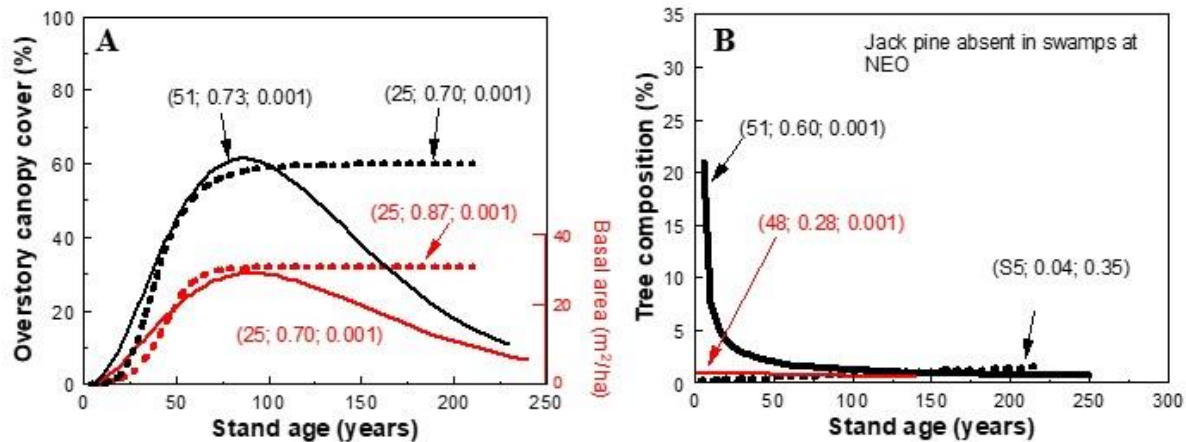 A
Overstory canopy cover (%)
100
80
60
40
20
0
(51; 0.73; 0.001)
(25; 0.70; 0.001)
(25; 0.87; 0.001)
(25; 0.70; 0.001)
40
20
0
Basal area (m²/ha)
0 50 100 150 200 250
Stand age (years)
B
Jack pine absent in swamps at
NEO
Tree composition (%)
35
30
25
20
15
10
5
0
(51; 0.60; 0.001)
(48; 0.28; 0.001)
(S5; 0.04; 0.35)
0 50 100 150 200 250 300
Stand age (years)